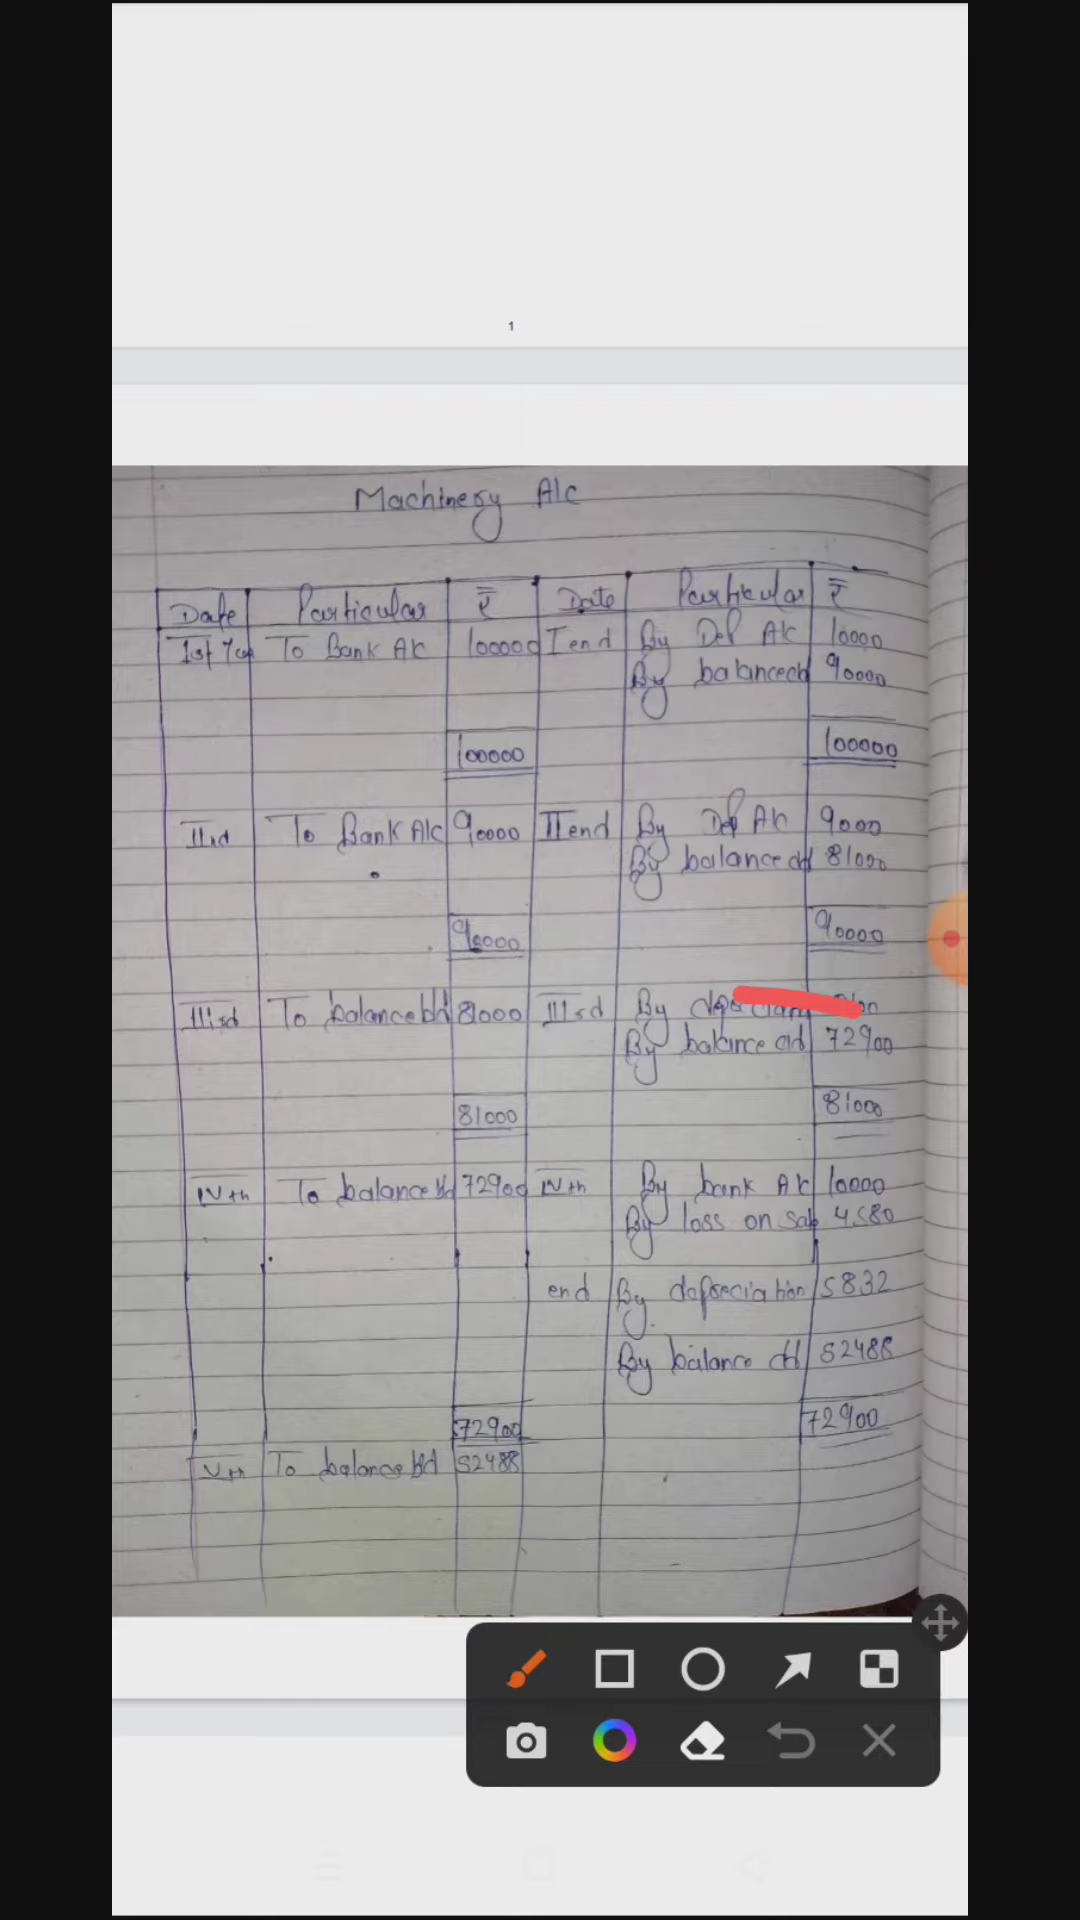 1
Machinery A/c
Date Particular ₹ Date Particular ₹
Ist Year To Bank A/c 100000 I end By Dep A/c 10000
By balance c/d 90000
100000 100000
IInd To Bank A/c 90000 II end By Dep A/c 9000
By balance c/d 81000
90000 90000
IIIrd To balance b/d 81000 IIIrd By
By balance c/d 72900
81000 81000
IVth To balance b/d 72900 IVth By bank A/c 10000
By loss on sale 4580
end By depreciation 5832
By balance c/d 52488
72900 72900
Vth To balance b/d 52488